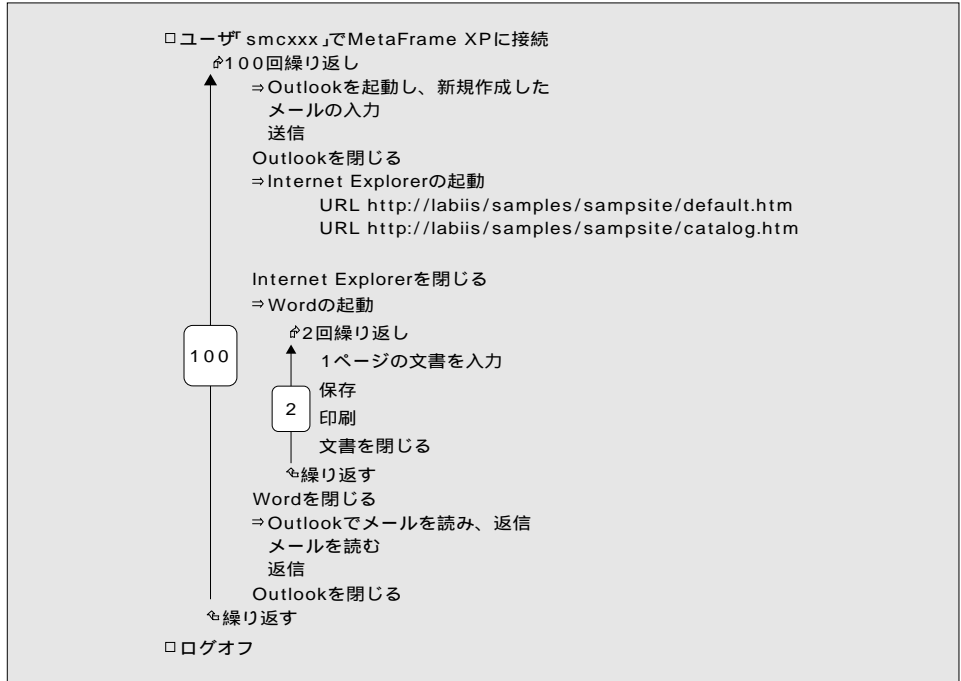 □ユーザ「smcxxx」でMetaFrame XPに接続
100回繰り返し
⇒Outlookを起動し、新規作成した
メールの入力
送信
Outlookを閉じる
⇒Internet Explorerの起動
URL http://labiis/samples/sampsite/default.htm
URL http://labiis/samples/sampsite/catalog.htm
Internet Explorerを閉じる
⇒Wordの起動
2回繰り返し
100
1ページの文書を入力
保存
2
印刷
文書を閉じる
繰り返す
Wordを閉じる
⇒Outlookでメールを読み、返信
メールを読む
返信
Outlookを閉じる
繰り返す
□ログオフ